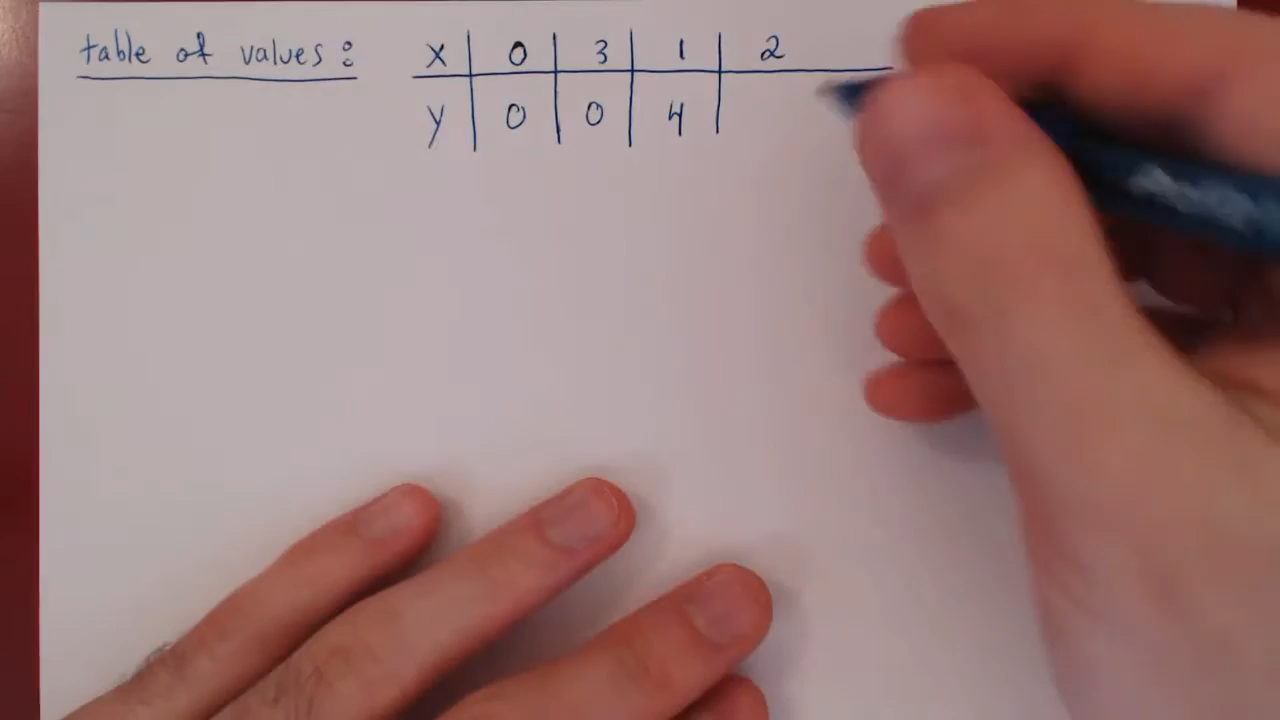 table of values: x | 0 | 3 | 1 | 2
y | 0 | 0 | 4 |